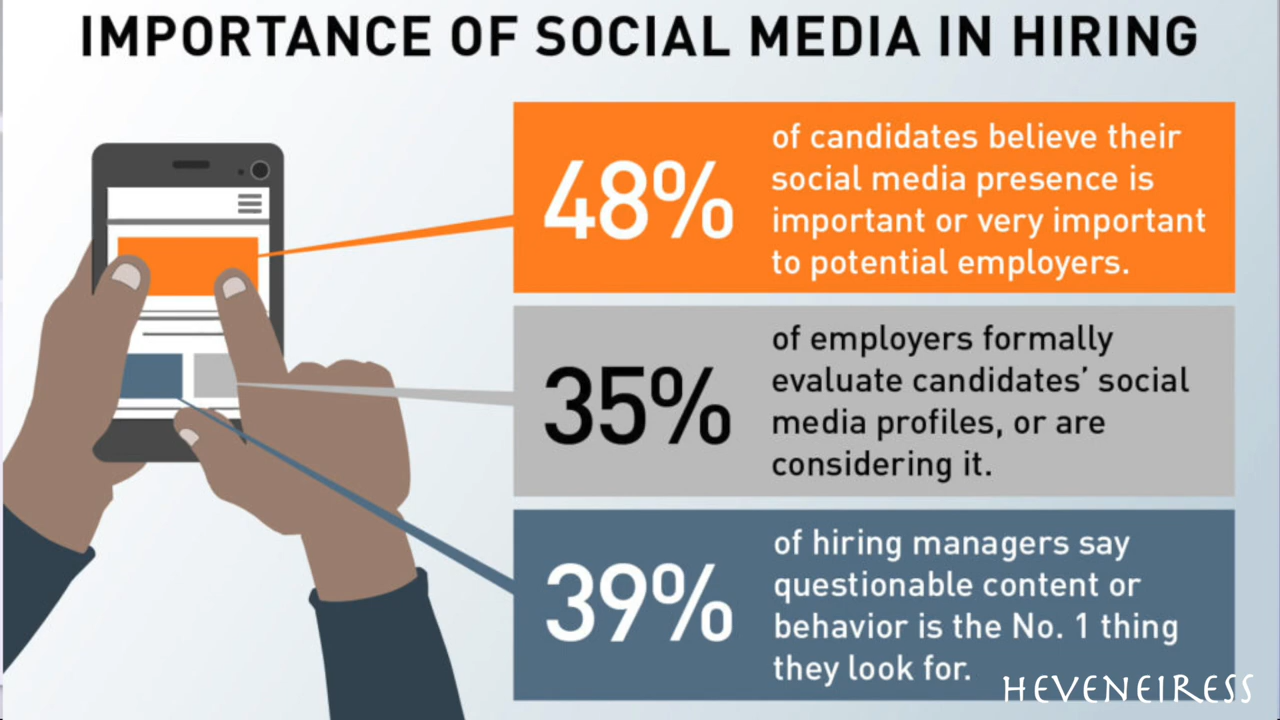 IMPORTANCE OF SOCIAL MEDIA IN HIRING
48%
of candidates believe their
social media presence is
important or very important
to potential employers.
35%
of employers formally
evaluate candidates’ social
media profiles, or are
considering it.
39%
of hiring managers say
questionable content or
behavior is the No. 1 thing
they look for.
HEVENEIRESS